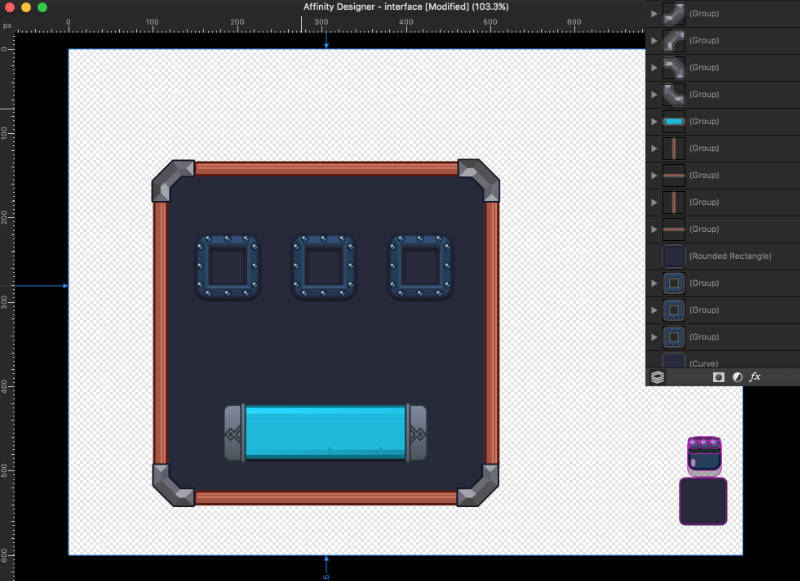 Affinity Designer - interface [Modified] (103.3%)
px
0 100 200 300 400 500 600
0
100
200
300
400
500
600
5
(Group)
(Group)
(Group)
(Group)
(Group)
(Group)
(Group)
(Group)
(Group)
(Rounded Rectangle)
(Group)
(Group)
(Group)
(Curve)
fx